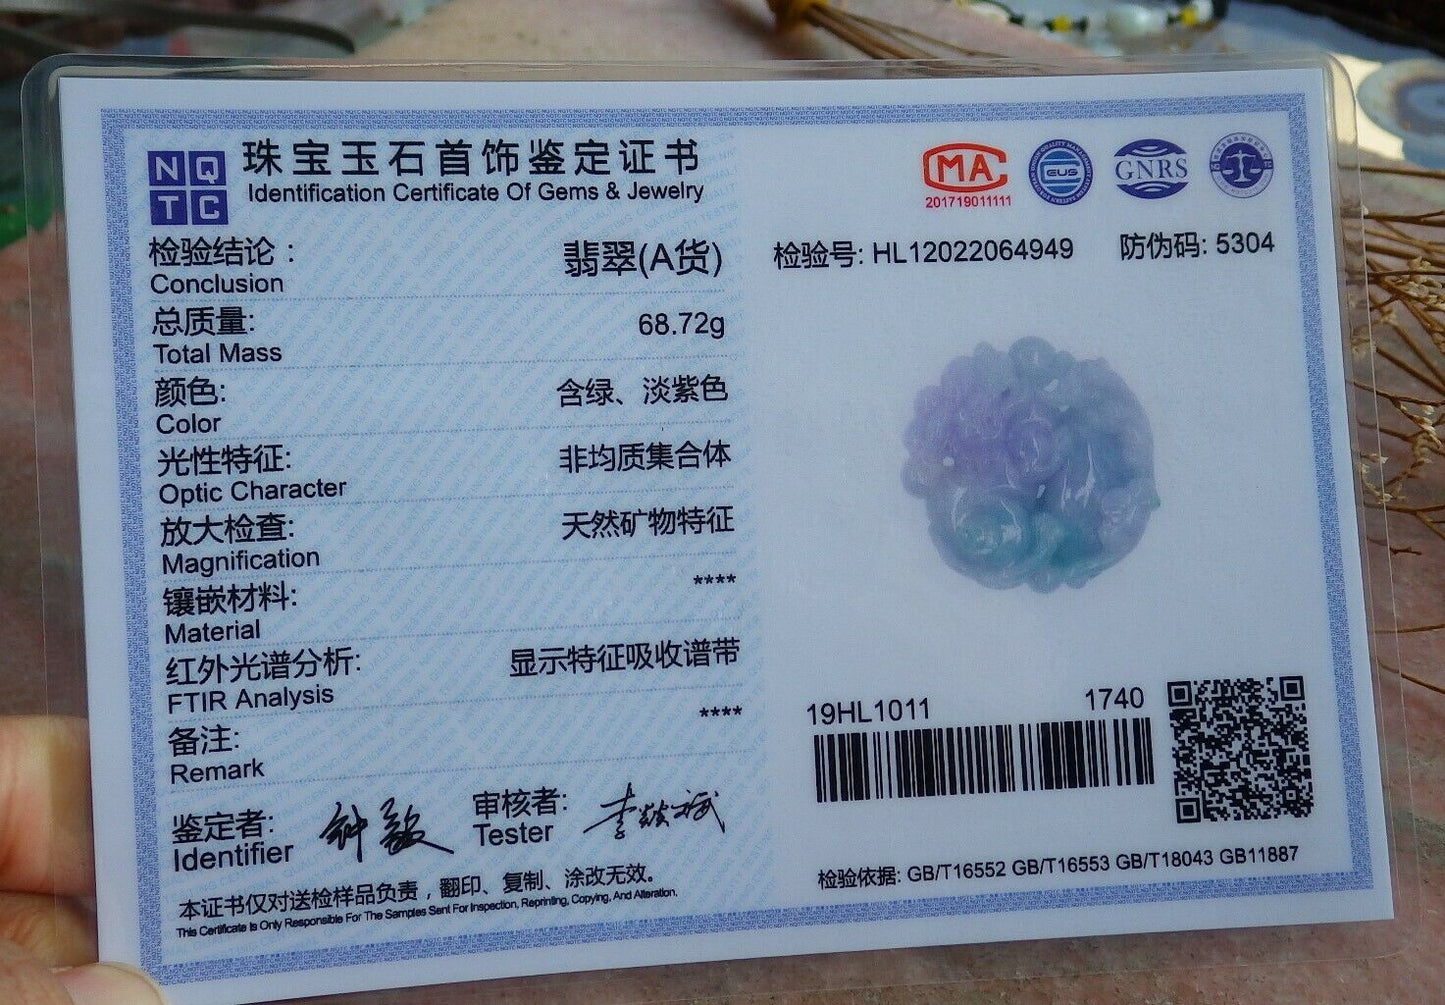 NQTC
珠宝玉石首饰鉴定证书
Identification Certificate Of Gems & Jewelry
检验结论： 翡翠(A货)
Conclusion
总质量: 68.72g
Total Mass
颜色: 含绿、淡紫色
Color
光性特征: 非均质集合体
Optic Character
放大检查: 天然矿物特征
Magnification
镶嵌材料: ****
Material
红外光谱分析: 显示特征吸收谱带
FTIR Analysis
备注: ****
Remark
鉴定者:
Identifier
审核者:
Tester
本证书仅对送检样品负责，翻印、复制、涂改无效。
This Certificate Is Only Responsible For The Samples Sent For Inspection, Reprinting, Copying, And Alteration.
MA
201719011111
EUS
GNRS
检验号: HL12022064949 防伪码: 5304
19HL1011 1740
检验依据: GB/T16552 GB/T16553 GB/T18043 GB11887